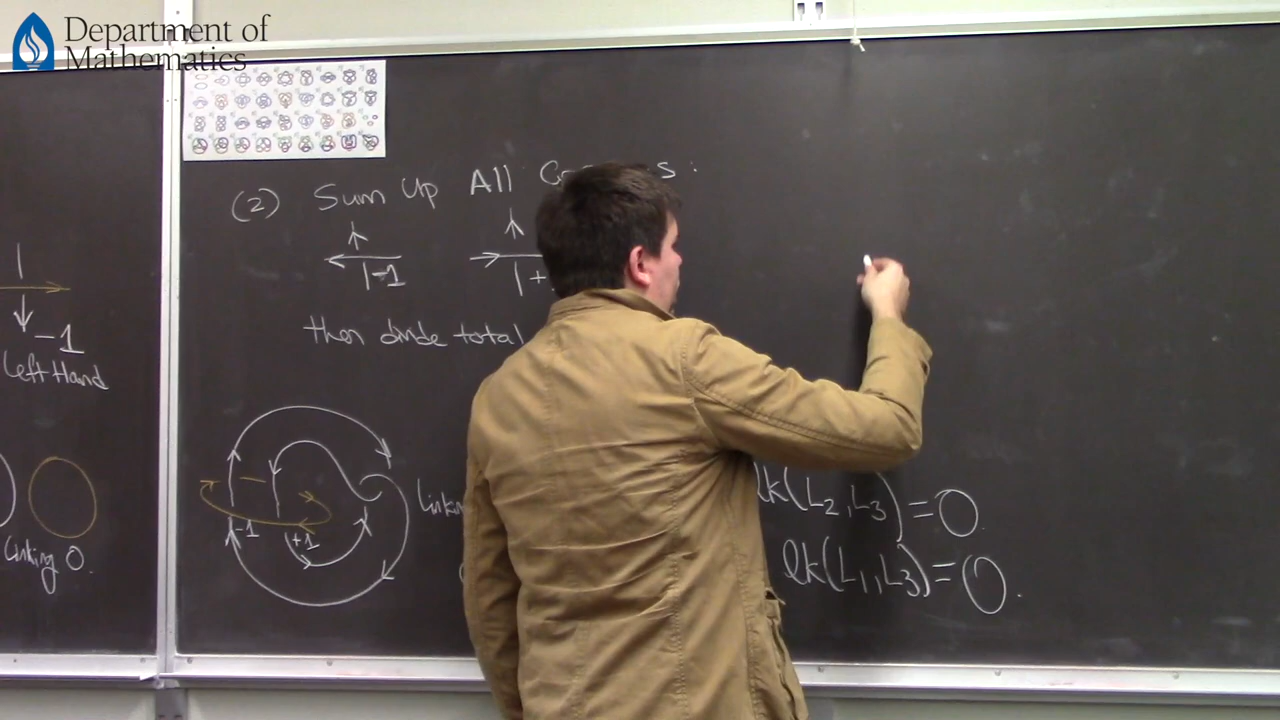 Department of
Mathematics
(2) Sum Up All
-1
+
then divide total
-1
Left Hand
Linking 0.
-1
+1
lk(L2,L3)=0.
lk(L1,L3)=0.